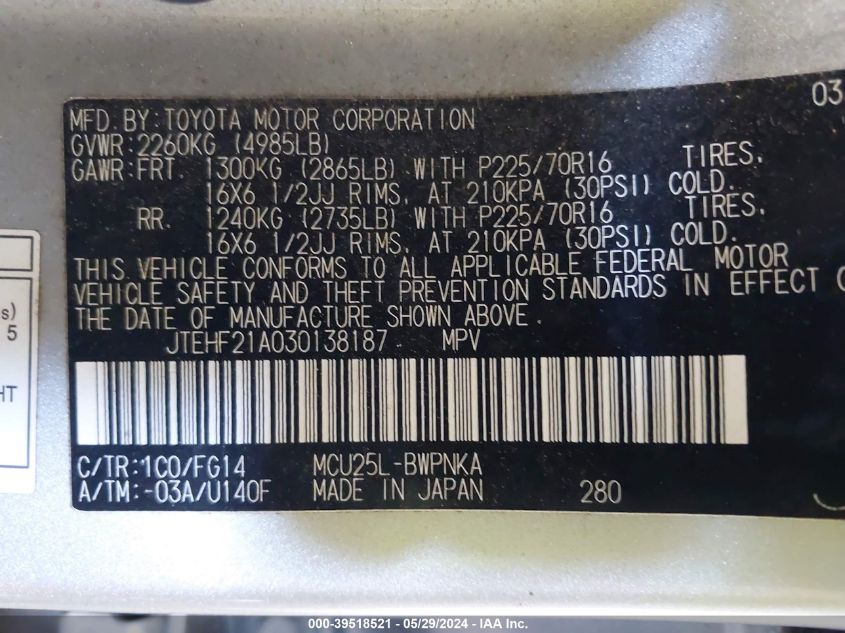 03
MFD. BY: TOYOTA MOTOR CORPORATION
GVWR: 2260KG (4985LB)
GAWR: FRT. 1300KG (2865LB) WITH P225/70R16 TIRES,
16X6 1/2JJ RIMS, AT 210KPA (30PSI) COLD.
RR. 1240KG (2735LB) WITH P225/70R16 TIRES,
16X6 1/2JJ RIMS, AT 210KPA (30PSI) COLD.
THIS VEHICLE CONFORMS TO ALL APPLICABLE FEDERAL MOTOR
VEHICLE SAFETY AND THEFT PREVENTION STANDARDS IN EFFECT O
THE DATE OF MANUFACTURE SHOWN ABOVE.
JTEHF21A030138187 MPV
C/TR: 1C0/FG14 MCU25L-BWPNKA
A/TM: -03A/U140F MADE IN JAPAN 280
s)
5
HT
000-39518521 - 05/29/2024 - IAA Inc.